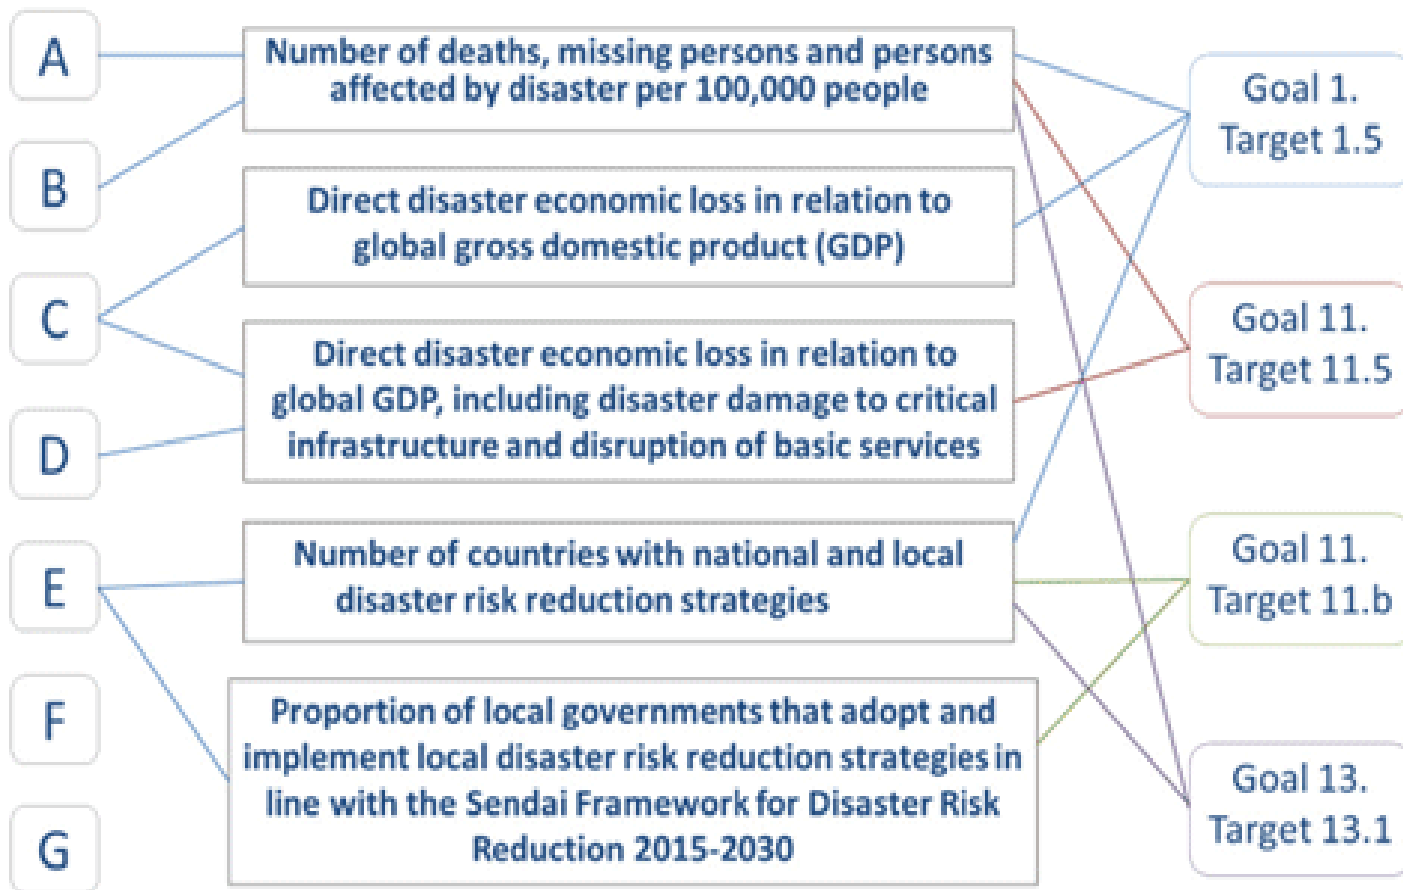 A
B
C
D
E
F
G
Number of deaths, missing persons and persons
affected by disaster per 100,000 people
Direct disaster economic loss in relation to
global gross domestic product (GDP)
Direct disaster economic loss in relation to
global GDP, including disaster damage to critical
infrastructure and disruption of basic services
Number of countries with national and local
disaster risk reduction strategies
Proportion of local governments that adopt and
implement local disaster risk reduction strategies in
line with the Sendai Framework for Disaster Risk
Reduction 2015-2030
Goal 1.
Target 1.5
Goal 11.
Target 11.5
Goal 11.
Target 11.b
Goal 13.
Target 13.1